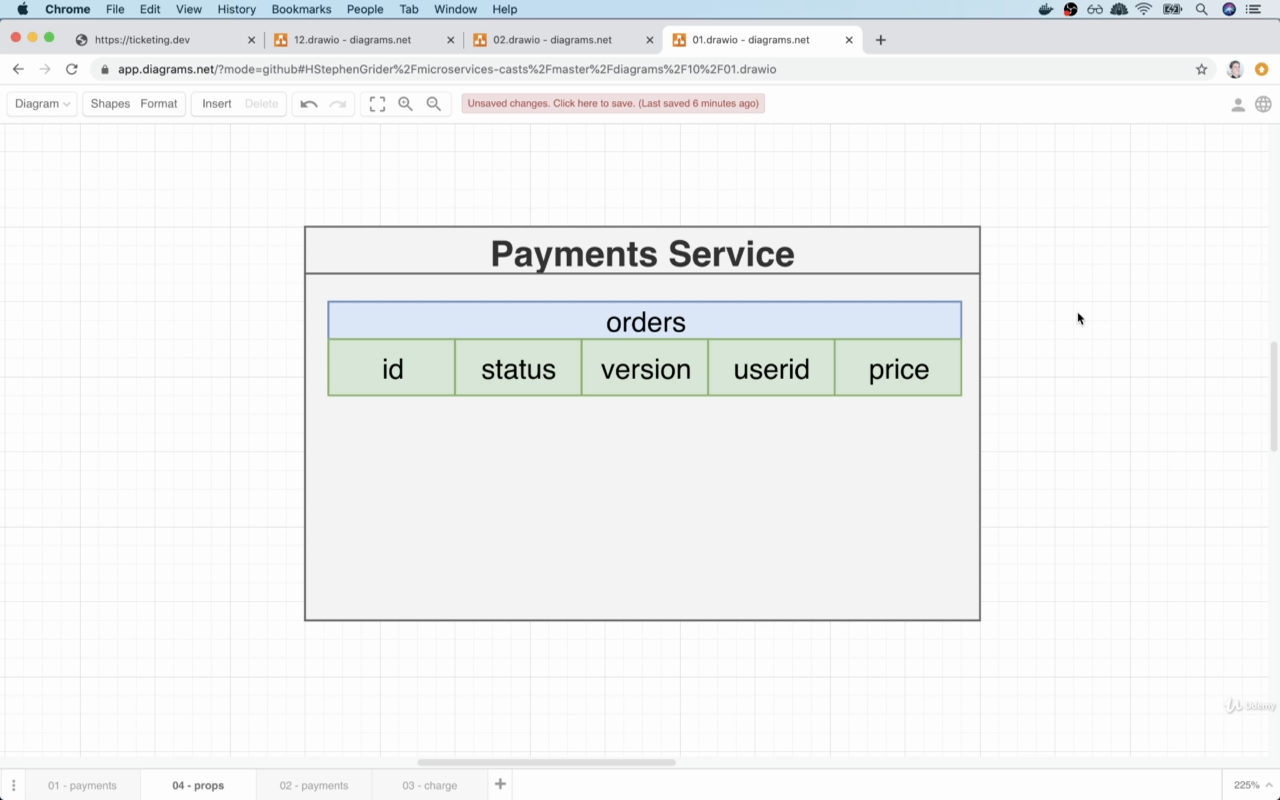 Chrome File Edit View History Bookmarks People Tab Window Help
https://ticketing.dev 12.drawio - diagrams.net 02.drawio - diagrams.net 01.drawio - diagrams.net
app.diagrams.net/?mode=github#HStephenGrider%2Fmicroservices-casts%2Fmaster%2Fdiagrams%2F10%2F01.drawio
Diagram Shapes Format Insert Delete Unsaved changes. Click here to save. (Last saved 6 minutes ago)
Payments Service
orders
id status version userid price
Udemy
01 - payments 04 - props 02 - payments 03 - charge 225%